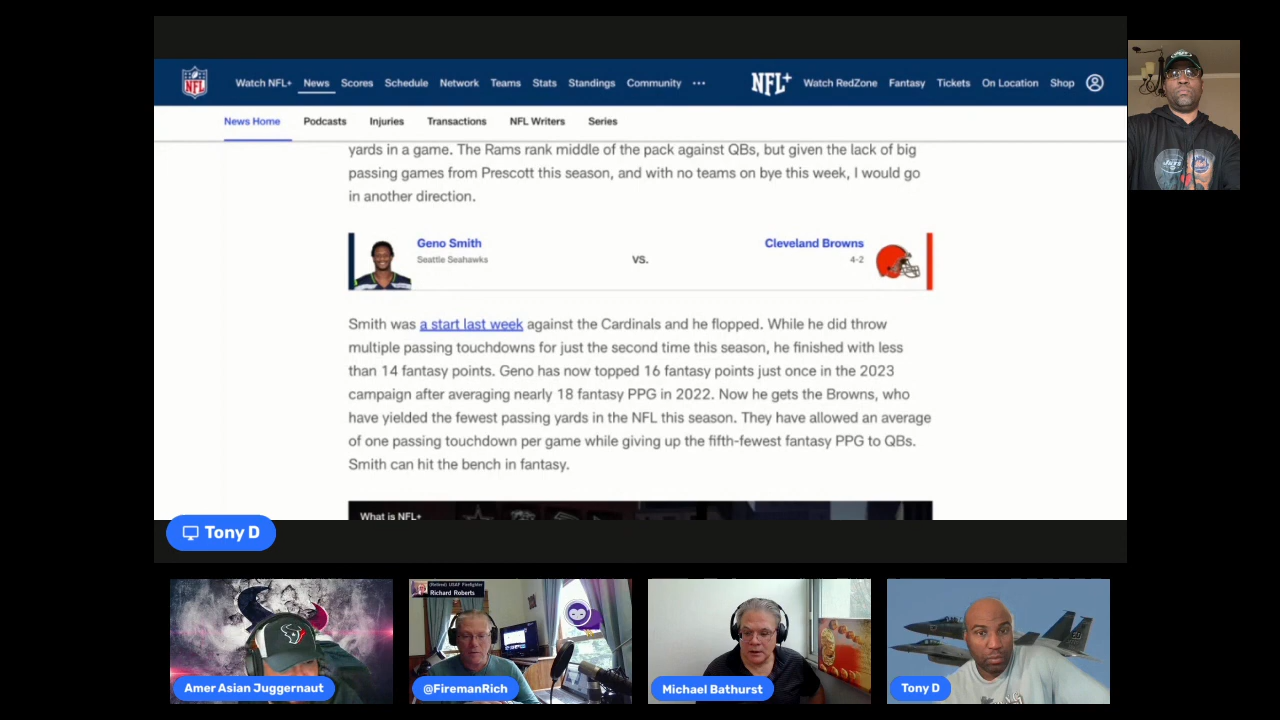 NFL
Watch NFL+ News Scores Schedule Network Teams Stats Standings Community ••• NFL+ Watch RedZone Fantasy Tickets On Location Shop
News Home Podcasts Injuries Transactions NFL Writers Series
yards in a game. The Rams rank middle of the pack against QBs, but given the lack of big
passing games from Prescott this season, and with no teams on bye this week, I would go
in another direction.
Geno Smith
Seattle Seahawks
VS.
Cleveland Browns
4-2
Smith was a start last week against the Cardinals and he flopped. While he did throw
multiple passing touchdowns for just the second time this season, he finished with less
than 14 fantasy points. Geno has now topped 16 fantasy points just once in the 2023
campaign after averaging nearly 18 fantasy PPG in 2022. Now he gets the Browns, who
have yielded the fewest passing yards in the NFL this season. They have allowed an average
of one passing touchdown per game while giving up the fifth-fewest fantasy PPG to QBs.
Smith can hit the bench in fantasy.
What is NFL+
Tony D
JETS
(Retired) USAF Firefighter
Richard Roberts
Amer Asian Juggernaut
@FiremanRich
Michael Bathurst
Tony D